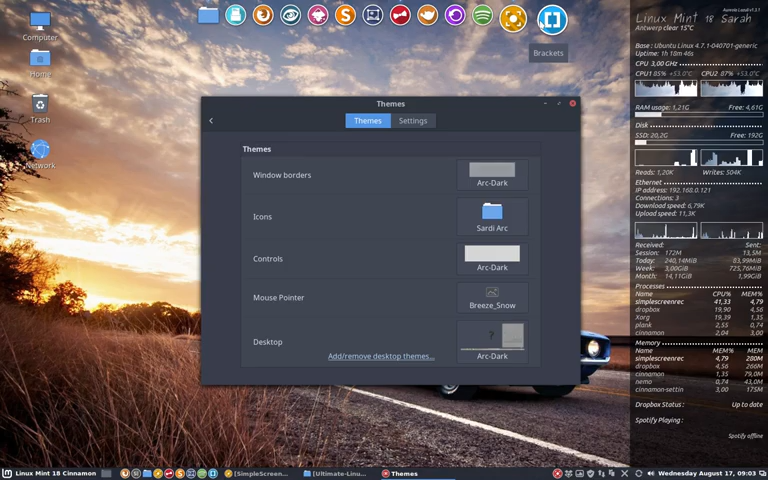 Computer
Home
Trash
Network
Brackets
Themes
Themes
Settings
Themes
Window borders
Arc-Dark
Icons
Sardi Arc
Controls
Arc-Dark
Mouse Pointer
Breeze_Snow
Desktop
Arc-Dark
Add/remove desktop themes...
Linux Mint 18 Sarah
Antwerp clear 15°C
Base : Ubuntu Linux 4.7.1-040701-generic
Uptime: 1h 18m 46s
CPU 3,00 GHz
CPU1 85% +53.0°C CPU2 87% +53.0°C
RAM usage: 1,21G Free: 4,61G
Disk
SSD: 20,2G Free: 192G
Reads: 1,20K Writes: 504K
Ethernet
IP address: 192.168.0.121
Connections: 3
Download speed: 6,79K
Upload speed: 11,3K
Received: Sent:
Session: 172M 13,5M
Today: 240,14MiB 83,99MiB
Week: 3,00GiB 725,76MiB
Month: 14,11GiB 1,99GiB
Processes
Name CPU% MEM%
simplescreenrec 41,33 4,79
dropbox 19,90 4,56
Xorg 19,39 1,35
plank 2,55 0,74
cinnamon 2,04 3,00
Memory
Name MEM% MEM
simplescreenrec 4,79 280M
dropbox 4,56 266M
cinnamon 1,35 79,0M
nemo 0,74 43,0M
cinnamon-settin 3,00 175M
Dropbox Status : Up to date
Spotify Playing :
Spotify offline
Linux Mint 18 Cinnamon
[SimpleScreen...
[Ultimate-Linu...
Themes
Wednesday August 17, 09:03